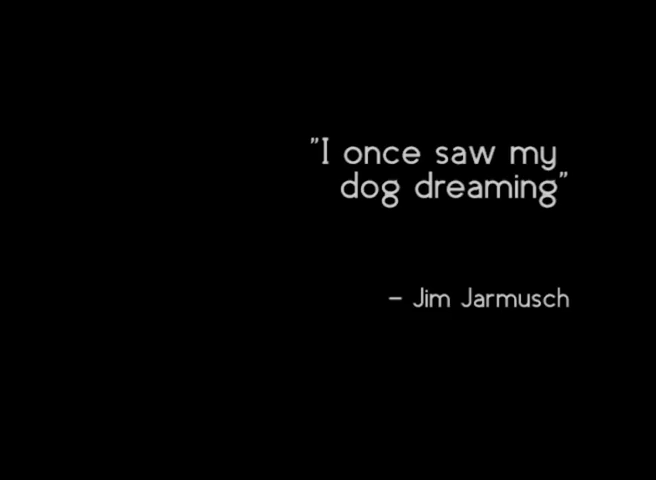 "I once saw my
dog dreaming"
– Jim Jarmusch